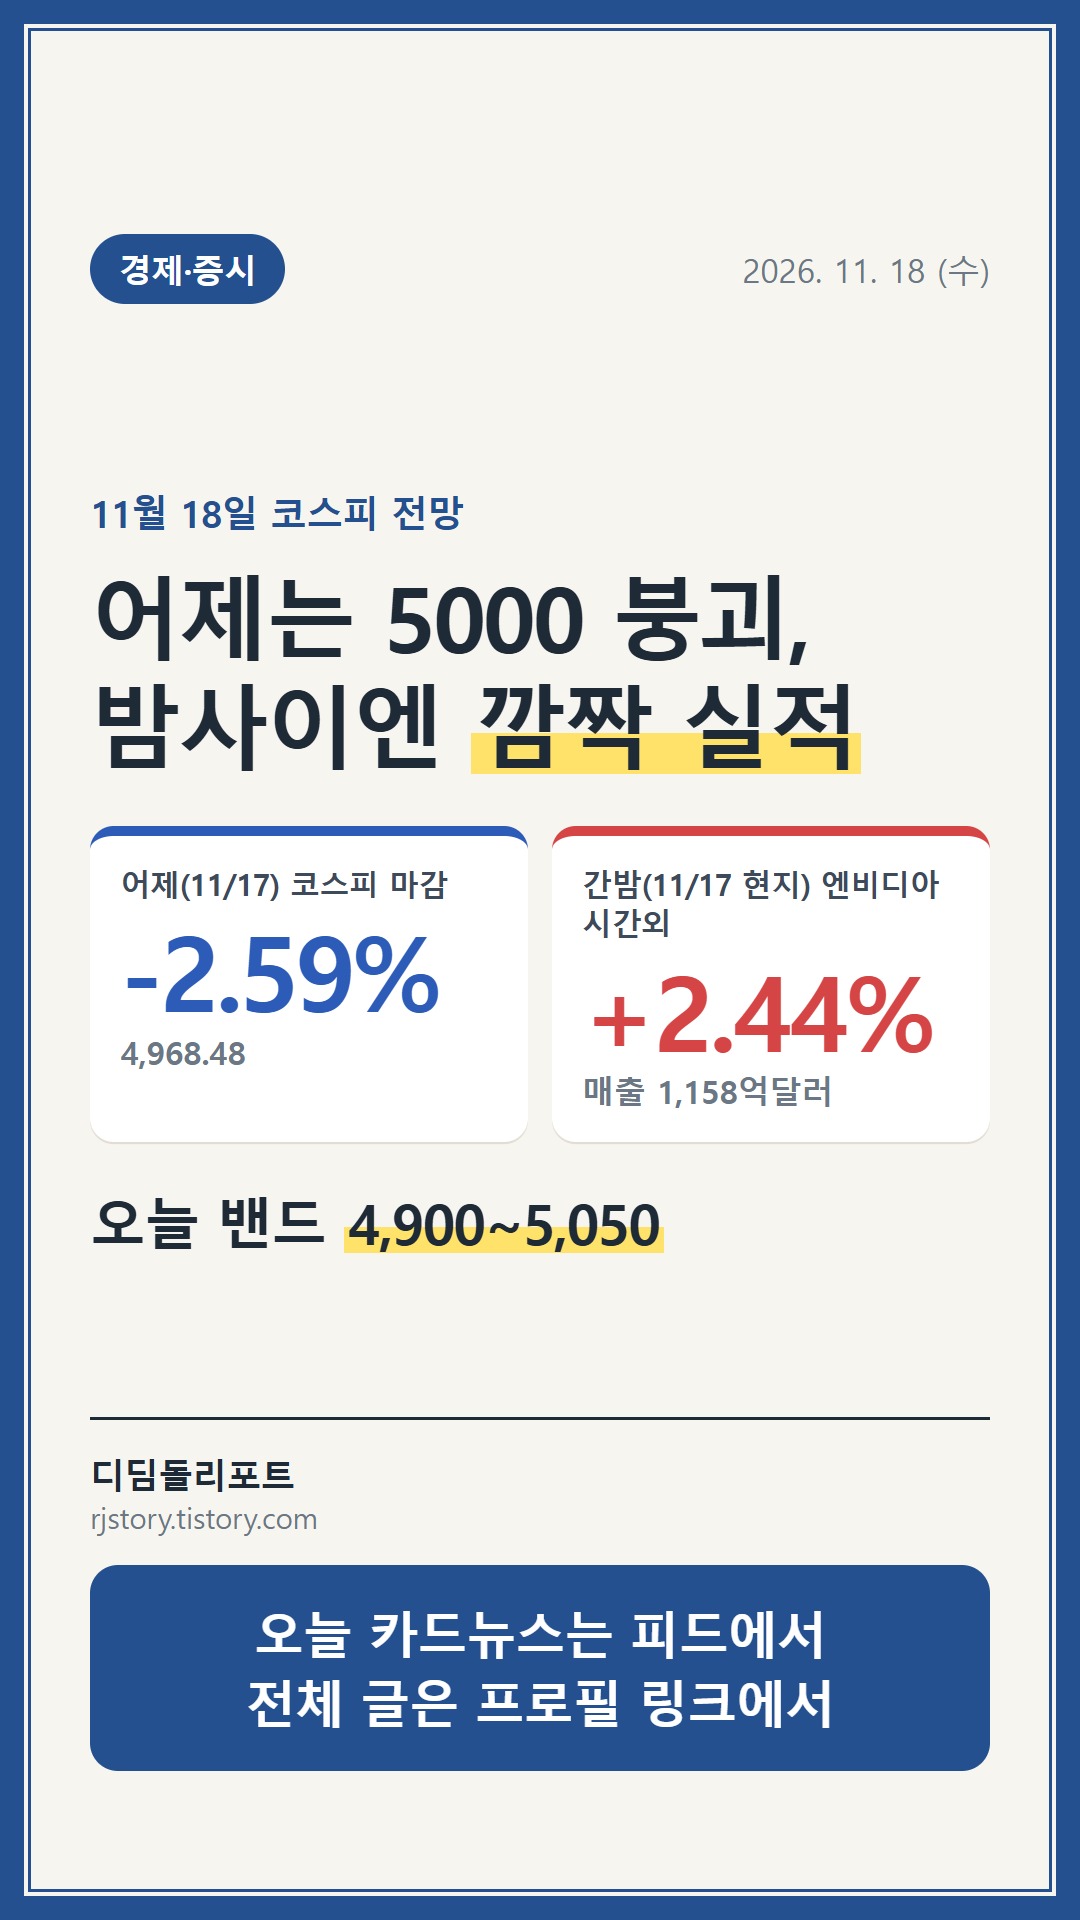 경제·증시
2026. 11. 18 (수)
11월 18일 코스피 전망
어제는 5000 붕괴,
밤사이엔 깜짝 실적
어제(11/17) 코스피 마감
-2.59%
4,968.48
간밤(11/17 현지) 엔비디아
시간외
+2.44%
매출 1,158억달러
오늘 밴드 4,900~5,050
디딤돌리포트
rjstory.tistory.com
오늘 카드뉴스는 피드에서
전체 글은 프로필 링크에서